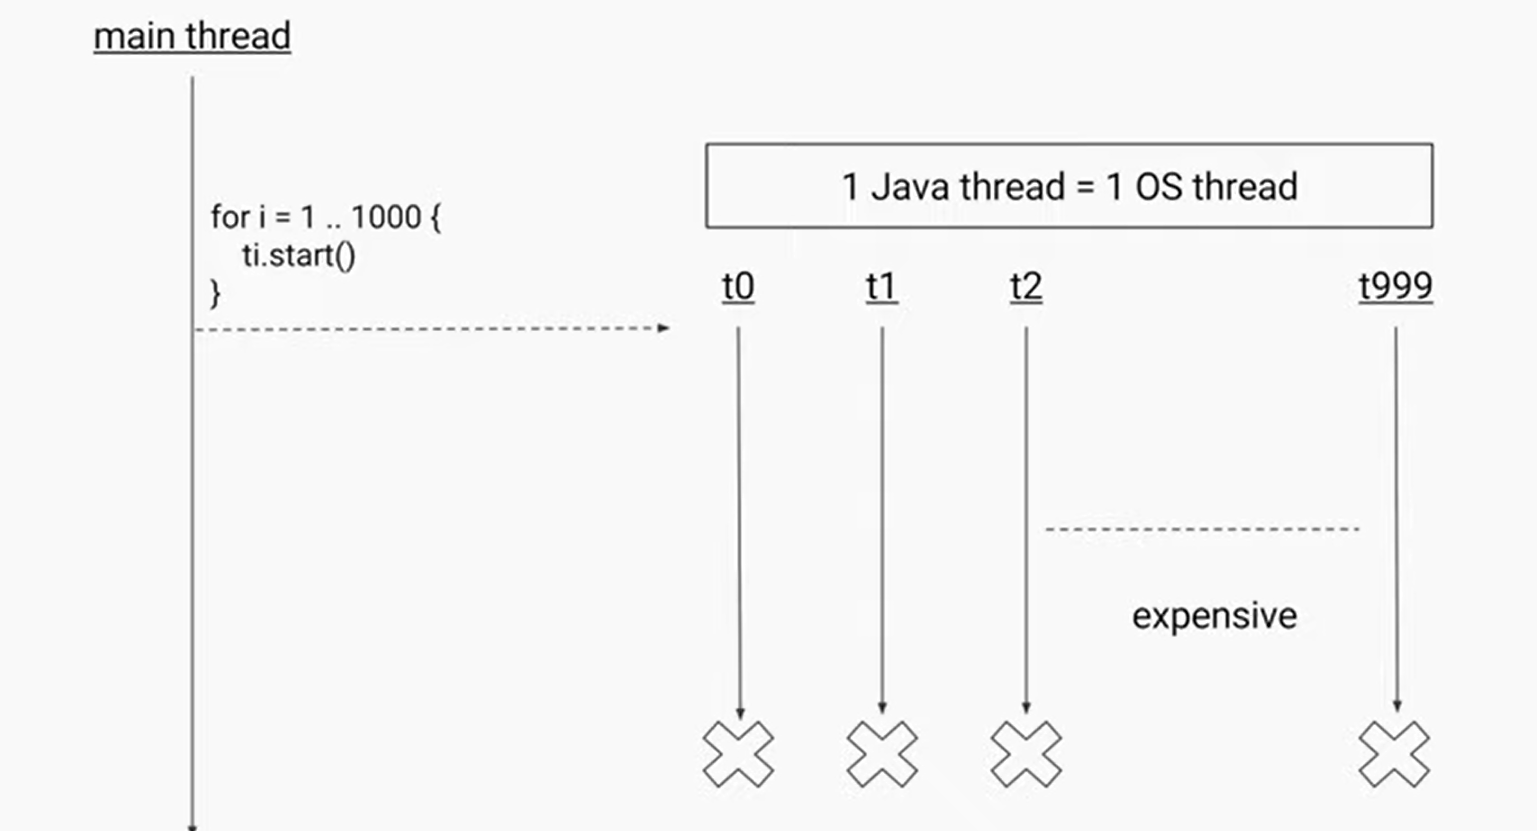 main thread
for i = 1 .. 1000 {
ti.start()
}
1 Java thread = 1 OS thread
t0 t1 t2 t999
expensive